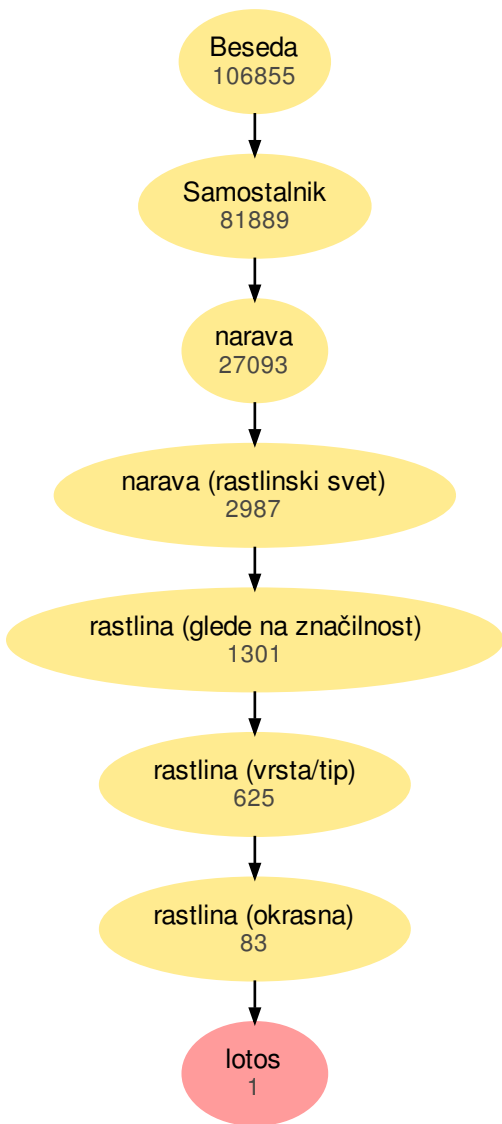 Beseda
106855
Samostalnik
81889
narava
27093
narava (rastlinski svet)
2987
rastlina (glede na značilnost)
1301
rastlina (vrsta/tip)
625
rastlina (okrasna)
83
lotos
1